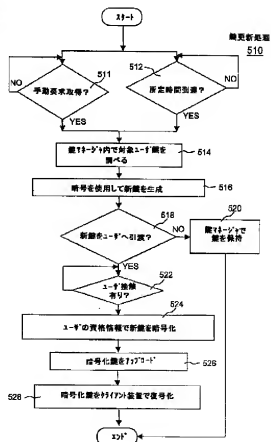 スタート
鍵更新処理
510
NO
手動要求取得?
511
512
所定時間到達?
NO
YES
YES
鍵マネージャ内で対象ユーザ鍵を
調べる
514
暗号を使用して新鍵を生成
516
新鍵をユーザへ引渡?
518
NO
520
鍵マネージャで
鍵を保持
YES
ユーザ接触
有り?
522
524
ユーザの資格情報で新鍵を暗号化
暗号化鍵をアップロード
526
528
暗号化鍵をクライアント装置で復号化
エンド